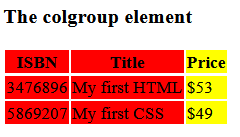 The colgroup element
ISBN Title Price
3476896 My first HTML $53
5869207 My first CSS $49